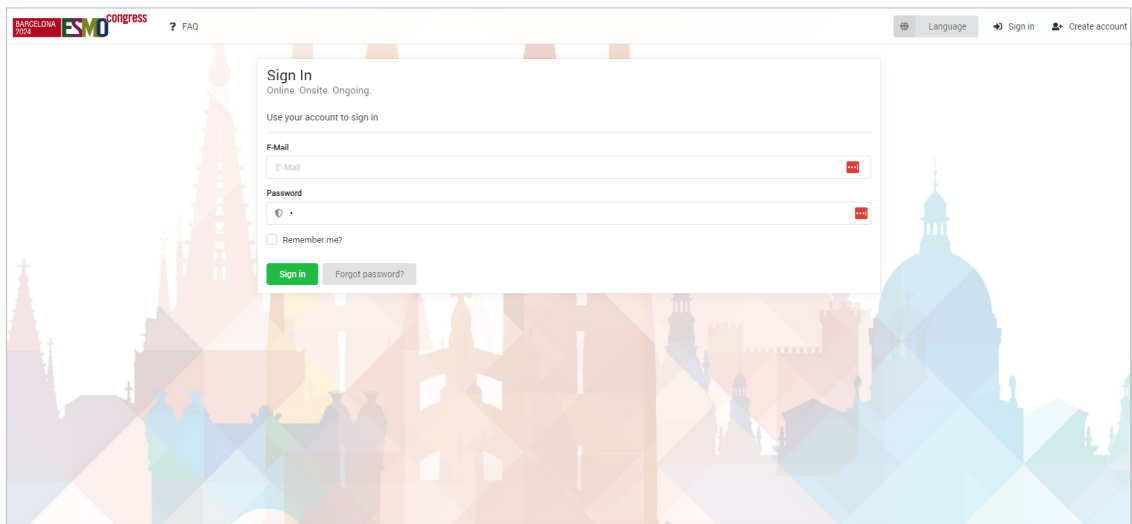 BARCELONA
2024
ESMO congress
? FAQ
Language
Sign in
Create account
Sign In
Online. Onsite. Ongoing.
Use your account to sign in
E-Mail
E-Mail
Password
•
Remember me?
Sign in
Forgot password?